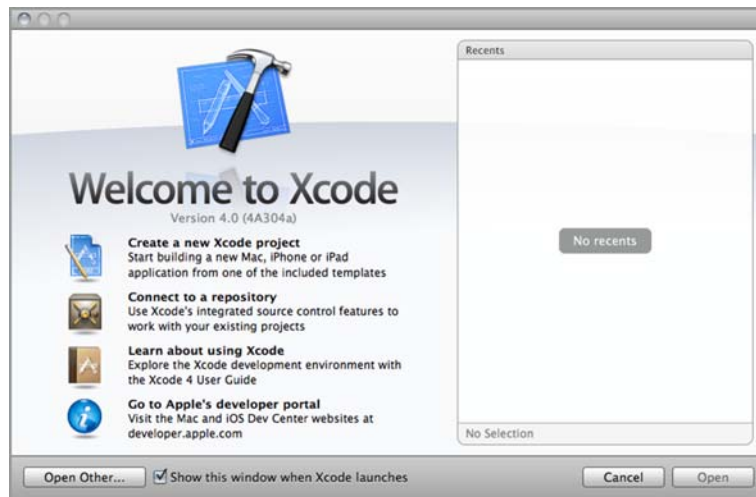 Welcome to Xcode
Version 4.0 (4A304a)
Create a new Xcode project
Start building a new Mac, iPhone or iPad
application from one of the included templates
Connect to a repository
Use Xcode's integrated source control features to
work with your existing projects
Learn about using Xcode
Explore the Xcode development environment with
the Xcode 4 User Guide
Go to Apple's developer portal
Visit the Mac and iOS Dev Center websites at
developer.apple.com
Recents
No recents
No Selection
Open Other...
Show this window when Xcode launches
Cancel
Open